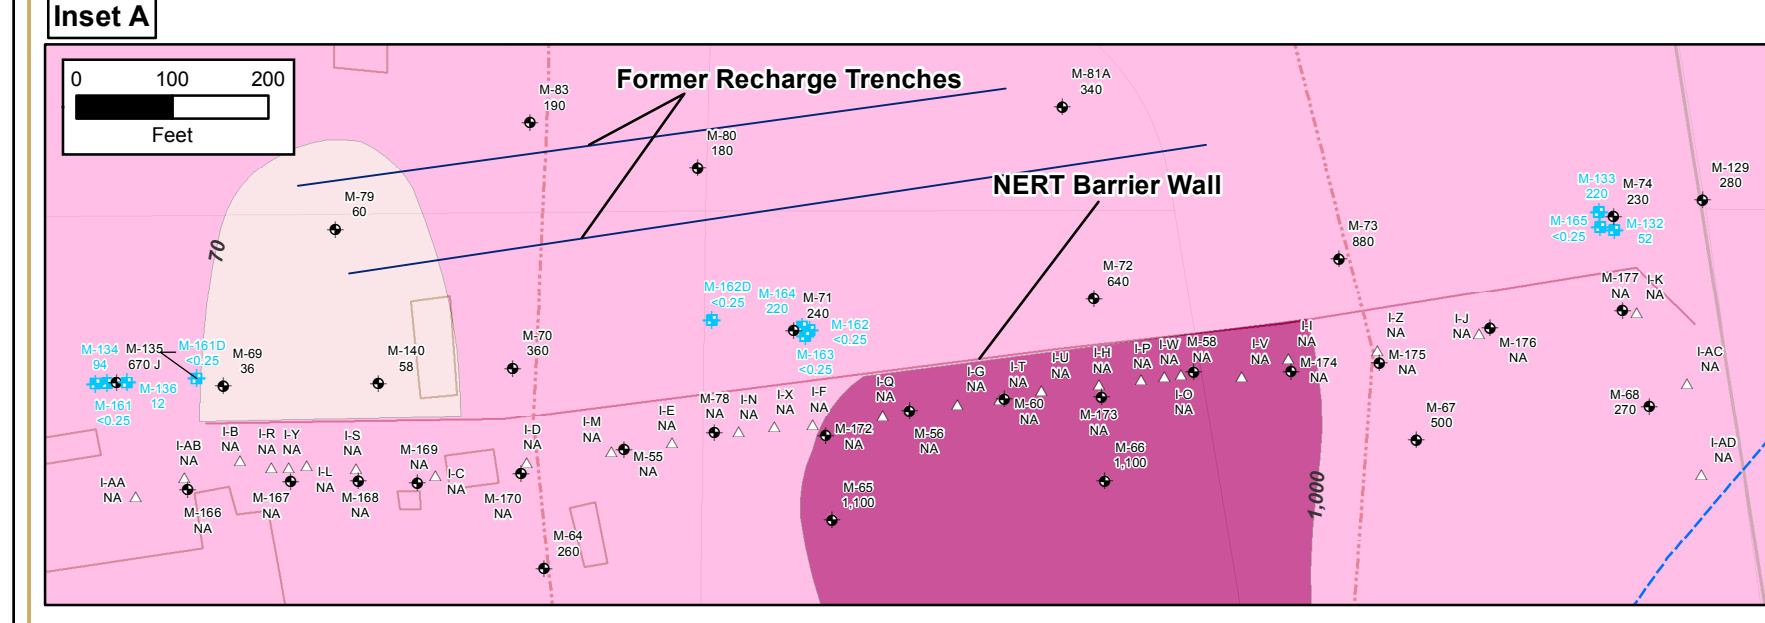 Inset A
0 100 200
Feet
Former Recharge Trenches
NERT Barrier Wall
M-83
190
M-80
180
M-81A
340
M-79
60
70
M-133
220
M-74
230
M-165
<0.25
M-132
52
M-129
280
M-73
880
M-72
640
M-177
NA
I-K
NA
M-162D
<0.25
M-164
220
M-71
240
M-162
<0.25
M-163
<0.25
M-70
360
M-134
94
M-135
670 J
M-161D
<0.25
M-69
36
M-136
12
M-161
<0.25
M-140
58
I-I
NA
I-Z
NA
I-J
NA
M-176
NA
M-175
NA
M-174
NA
I-V
NA
M-58
NA
I-W
NA
I-P
NA
I-O
NA
I-H
NA
I-U
NA
I-T
NA
I-G
NA
M-60
NA
M-173
NA
I-Q
NA
M-56
NA
I-F
NA
M-172
NA
I-X
NA
I-N
NA
M-78
NA
I-E
NA
I-M
NA
M-55
NA
I-D
NA
M-170
NA
I-C
NA
M-169
NA
I-S
NA
M-168
NA
I-L
NA
I-Y
NA
I-R
NA
M-167
NA
I-B
NA
I-AB
NA
M-166
NA
I-AA
NA
M-64
260
M-65
1,100
M-66
1,100
1,000
M-67
500
M-68
270
I-AC
NA
I-AD
NA